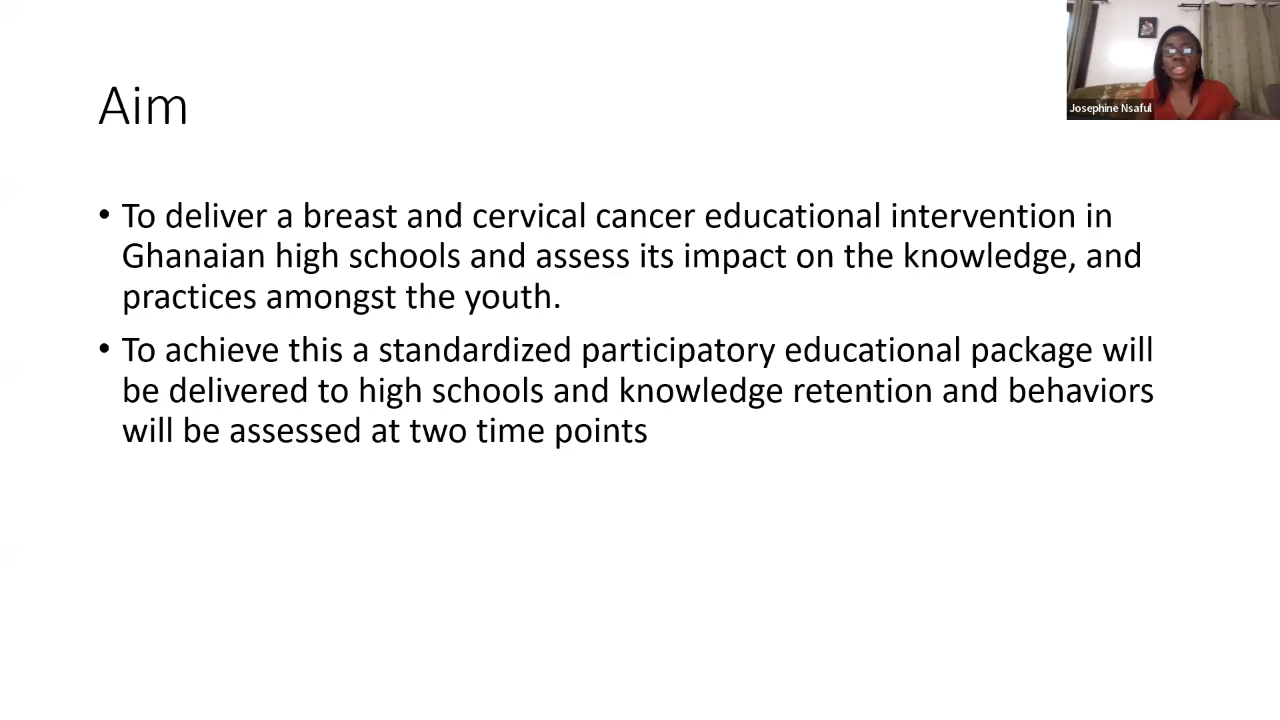 Josephine Nsaful
Aim
• To deliver a breast and cervical cancer educational intervention in
Ghanaian high schools and assess its impact on the knowledge, and
practices amongst the youth.
• To achieve this a standardized participatory educational package will
be delivered to high schools and knowledge retention and behaviors
will be assessed at two time points